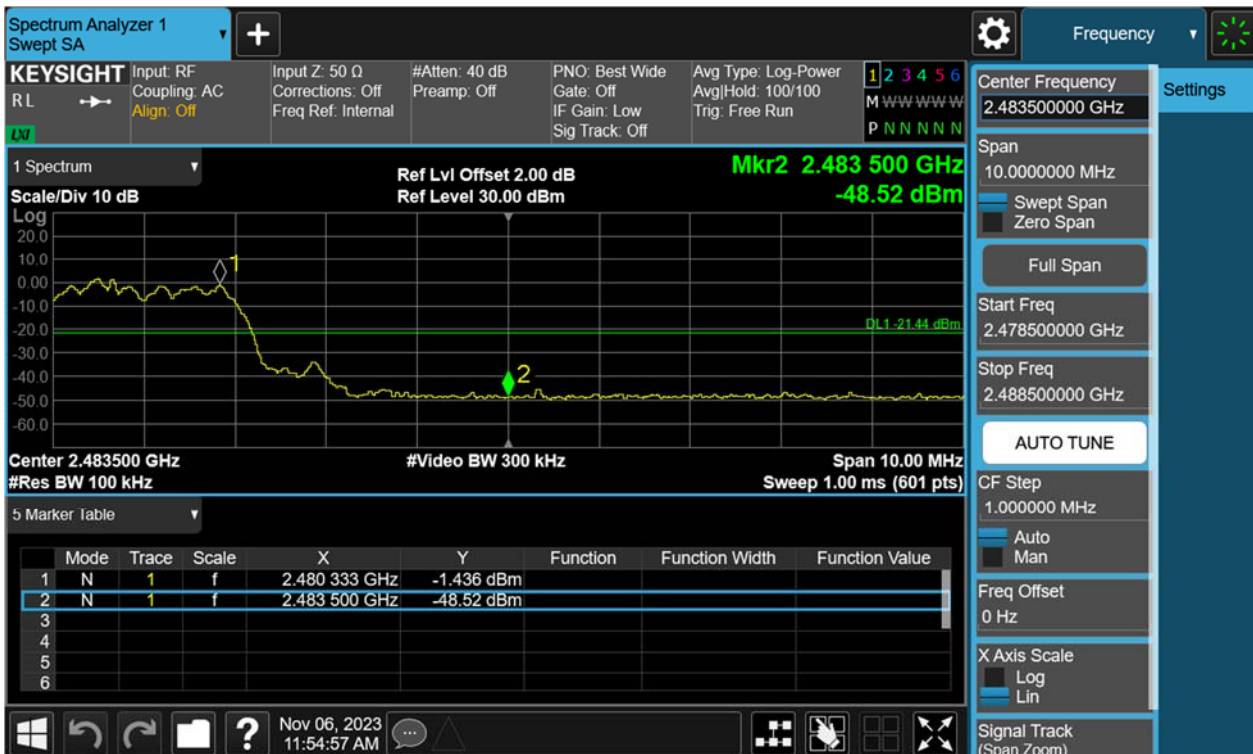 Spectrum Analyzer 1
Swept SA
+
Frequency
KEYSIGHT
RL
LXI
Input: RF
Coupling: AC
Align: Off
Input Z: 50 Ω
Corrections: Off
Freq Ref: Internal
#Atten: 40 dB
Preamp: Off
PNO: Best Wide
Gate: Off
IF Gain: Low
Sig Track: Off
Avg Type: Log-Power
Avg|Hold: 100/100
Trig: Free Run
1 2 3 4 5 6
M W W W W W
P N N N N N
1 Spectrum
Scale/Div 10 dB
Ref Lvl Offset 2.00 dB
Ref Level 30.00 dBm
Mkr2 2.483 500 GHz
-48.52 dBm
Log
20.0
10.0
0.00
-10.0
-20.0
-30.0
-40.0
-50.0
-60.0
1
2
DL1 -21.44 dBm
Center 2.483500 GHz
#Video BW 300 kHz
Span 10.00 MHz
#Res BW 100 kHz
Sweep 1.00 ms (601 pts)
5 Marker Table
Mode Trace Scale X Y Function Function Width Function Value
1 N 1 f 2.480 333 GHz -1.436 dBm
2 N 1 f 2.483 500 GHz -48.52 dBm
3
4
5
6
?
Nov 06, 2023
11:54:57 AM
Center Frequency
2.483500000 GHz
Settings
Span
10.0000000 MHz
Swept Span
Zero Span
Full Span
Start Freq
2.478500000 GHz
Stop Freq
2.488500000 GHz
AUTO TUNE
CF Step
1.000000 MHz
Auto
Man
Freq Offset
0 Hz
X Axis Scale
Log
Lin
Signal Track
(Span Zoom)